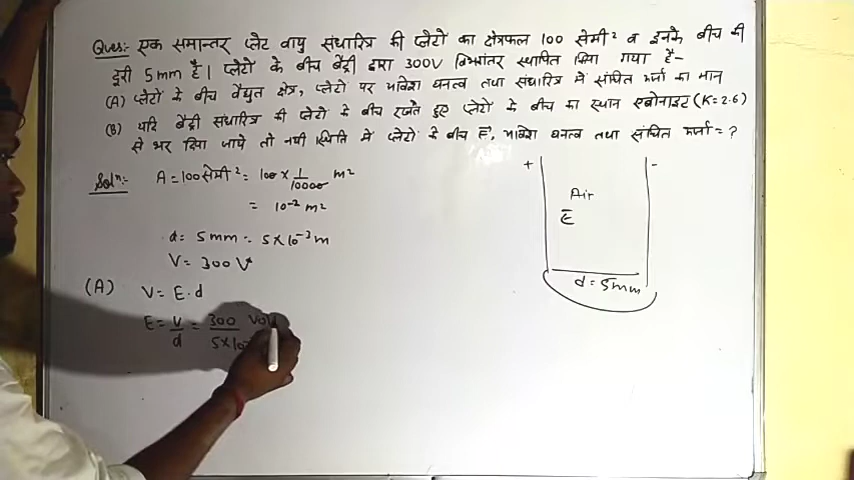 Ques:- एक समान्तर प्लेट वायु संधारित्र की प्लेटो का क्षेत्रफल 100 सेमी² व इनके बीच की
दूरी 5mm है। प्लेटो के बीच बैट्री द्वारा 300V विभवांतर स्थापित किया गया है-
(A) प्लेटो के बीच वैधुत क्षेत्र, प्लेटो पर आवेश घनत्व तथा संधारित्र में संचित ऊर्जा का मान
(B) यदि बैट्री संधारित्र की प्लेटो के बीच रखते हुए प्लेटो के बीच का स्थान एबोनाइट (K=2.6)
से भर दिया जाये तो नयी स्थिति में प्लेटो के बीच E, आवेश घनत्व तथा संचित ऊर्जा = ?
Solⁿ:- A = 100 सेमी² = 100 × 1/10000 m²
= 10⁻² m²
d = 5mm = 5×10⁻³ m
V = 300 V
(A) V = E·d
E = V/d = 300 / 5×10
+ -
Air
E
d = 5mm